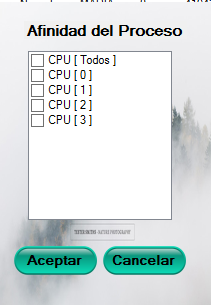 Afinidad del Proceso
CPU [ Todos ]
CPU [ 0 ]
CPU [ 1 ]
CPU [ 2 ]
CPU [ 3 ]
Aceptar
Cancelar